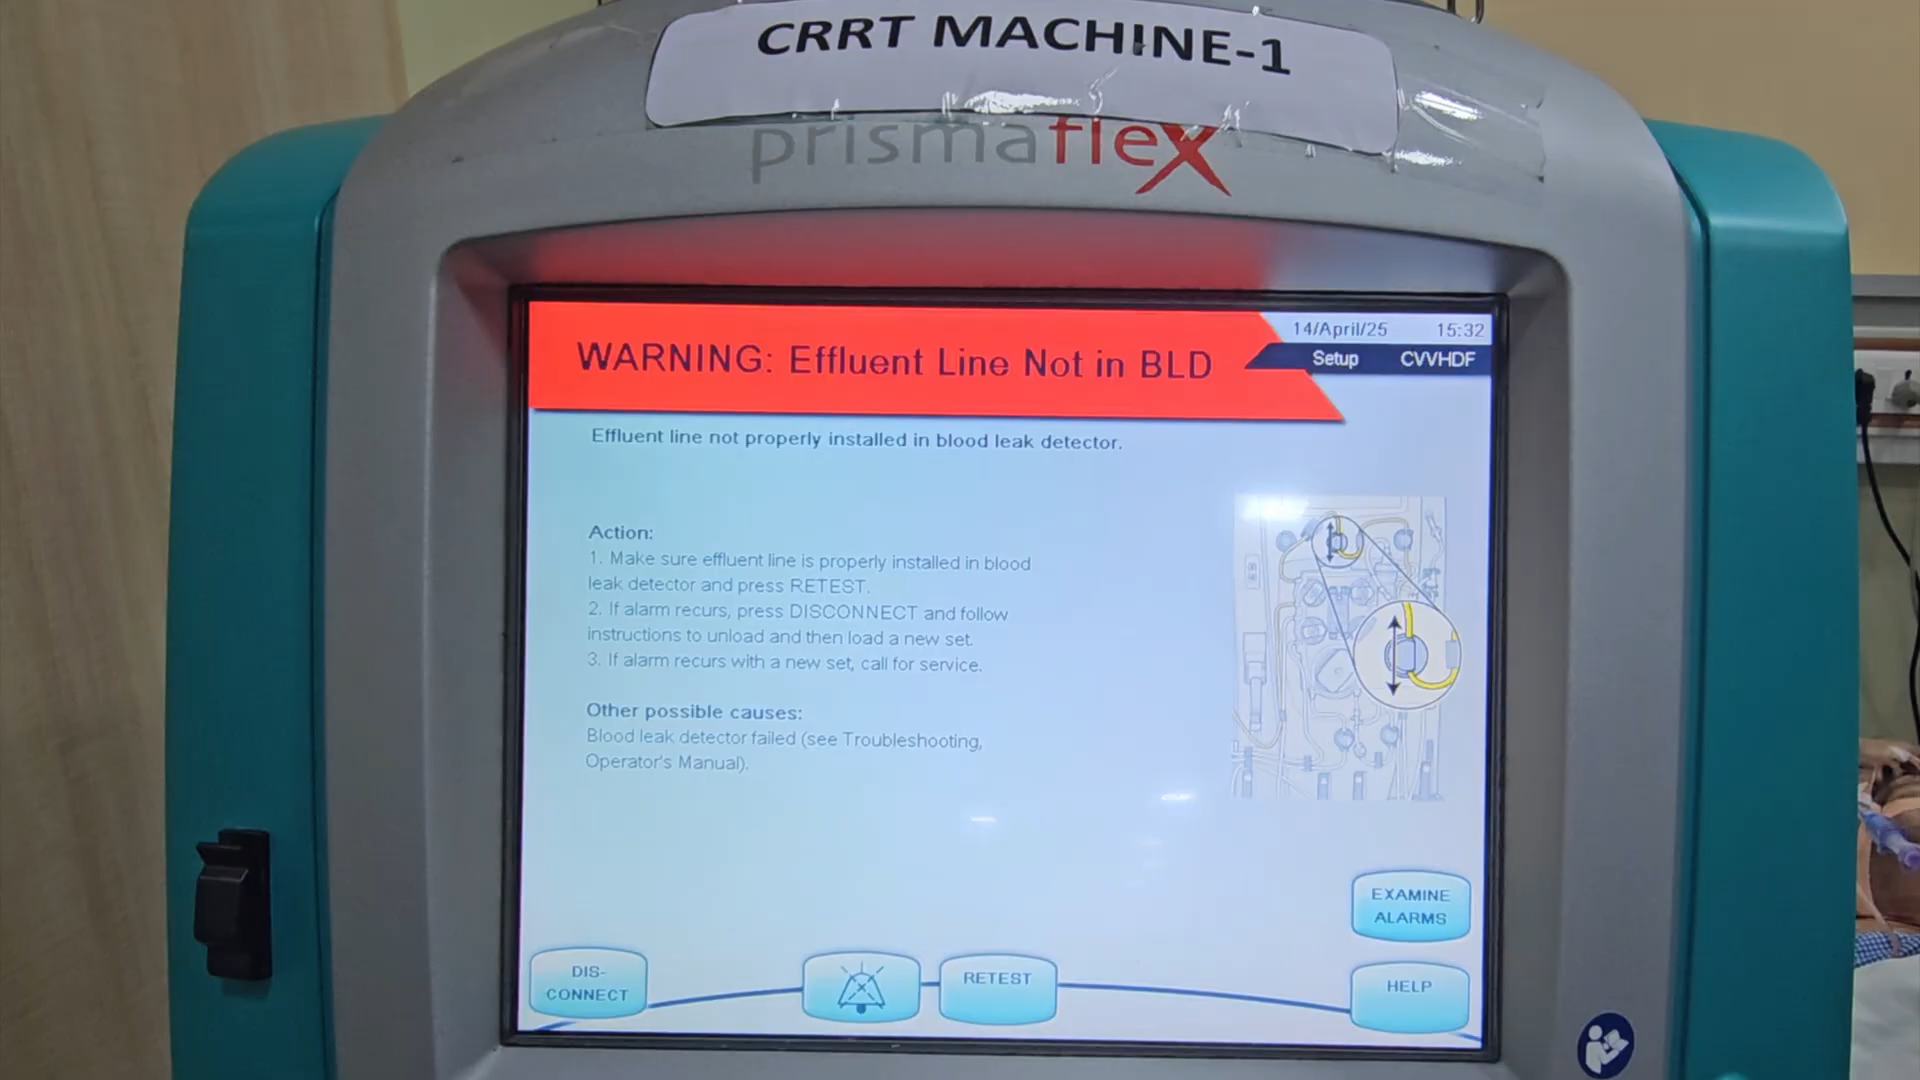 CRRT MACHINE-1
prismaflex
WARNING: Effluent Line Not in BLD
14/April/25 15:32
Setup CVVHDF
Effluent line not properly installed in blood leak detector.
Action:
1. Make sure effluent line is properly installed in blood
leak detector and press RETEST.
2. If alarm recurs, press DISCONNECT and follow
instructions to unload and then load a new set.
3. If alarm recurs with a new set, call for service.
Other possible causes:
Blood leak detector failed (see Troubleshooting,
Operator's Manual).
EXAMINE
ALARMS
DIS-
CONNECT
RETEST
HELP